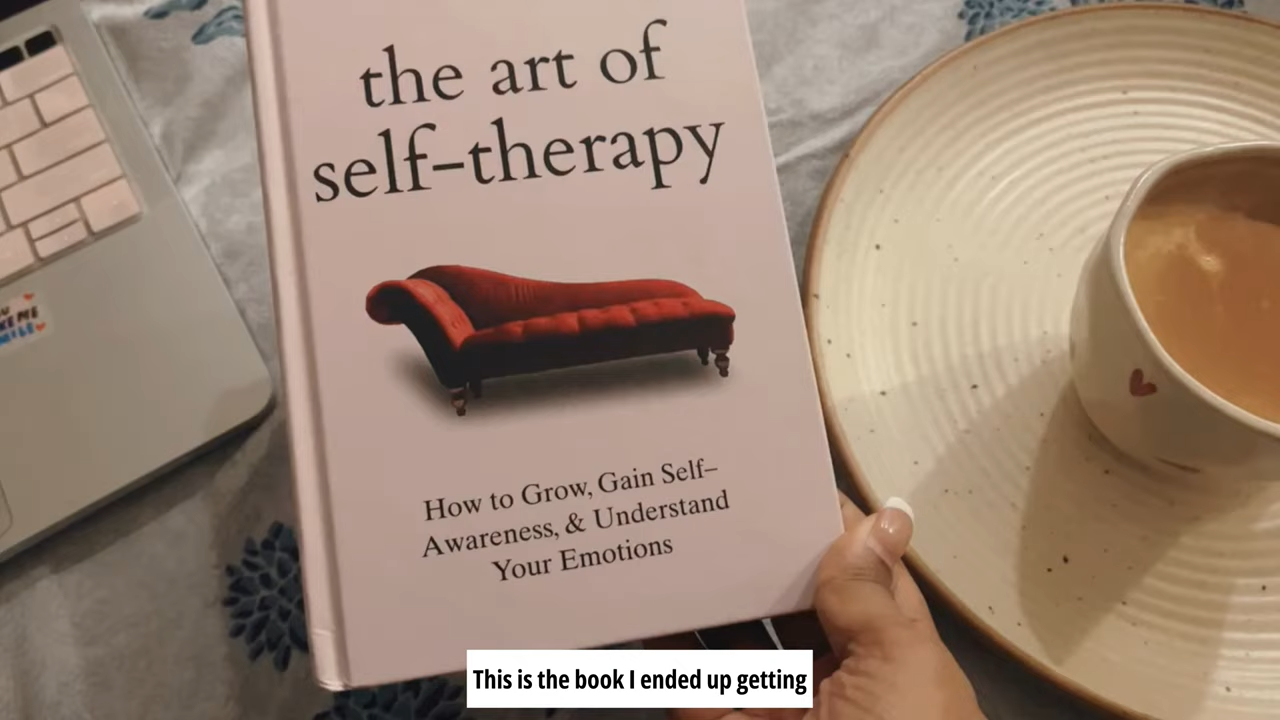 the art of
self-therapy
How to Grow, Gain Self-
Awareness, & Understand
Your Emotions
This is the book I ended up getting